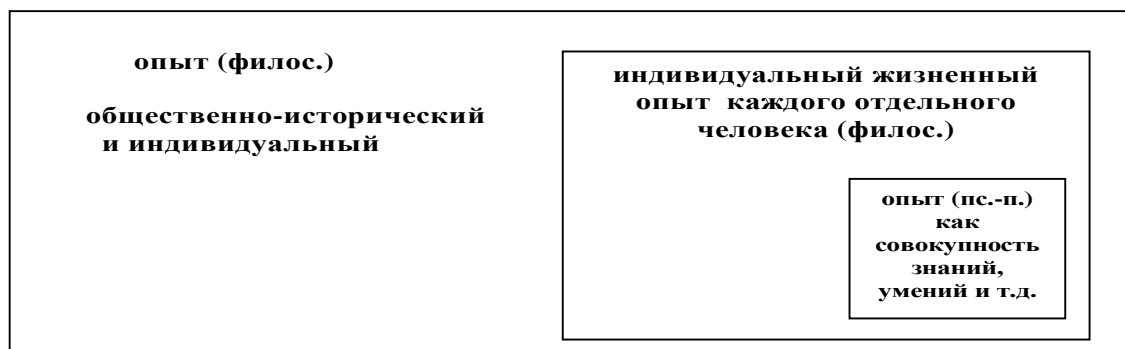 опыт (филос.)
общественно-исторический
и индивидуальный
индивидуальный жизненный
опыт каждого отдельного
человека (филос.)
опыт (пс.-п.)
как
совокупность
знаний,
умений и т.д.